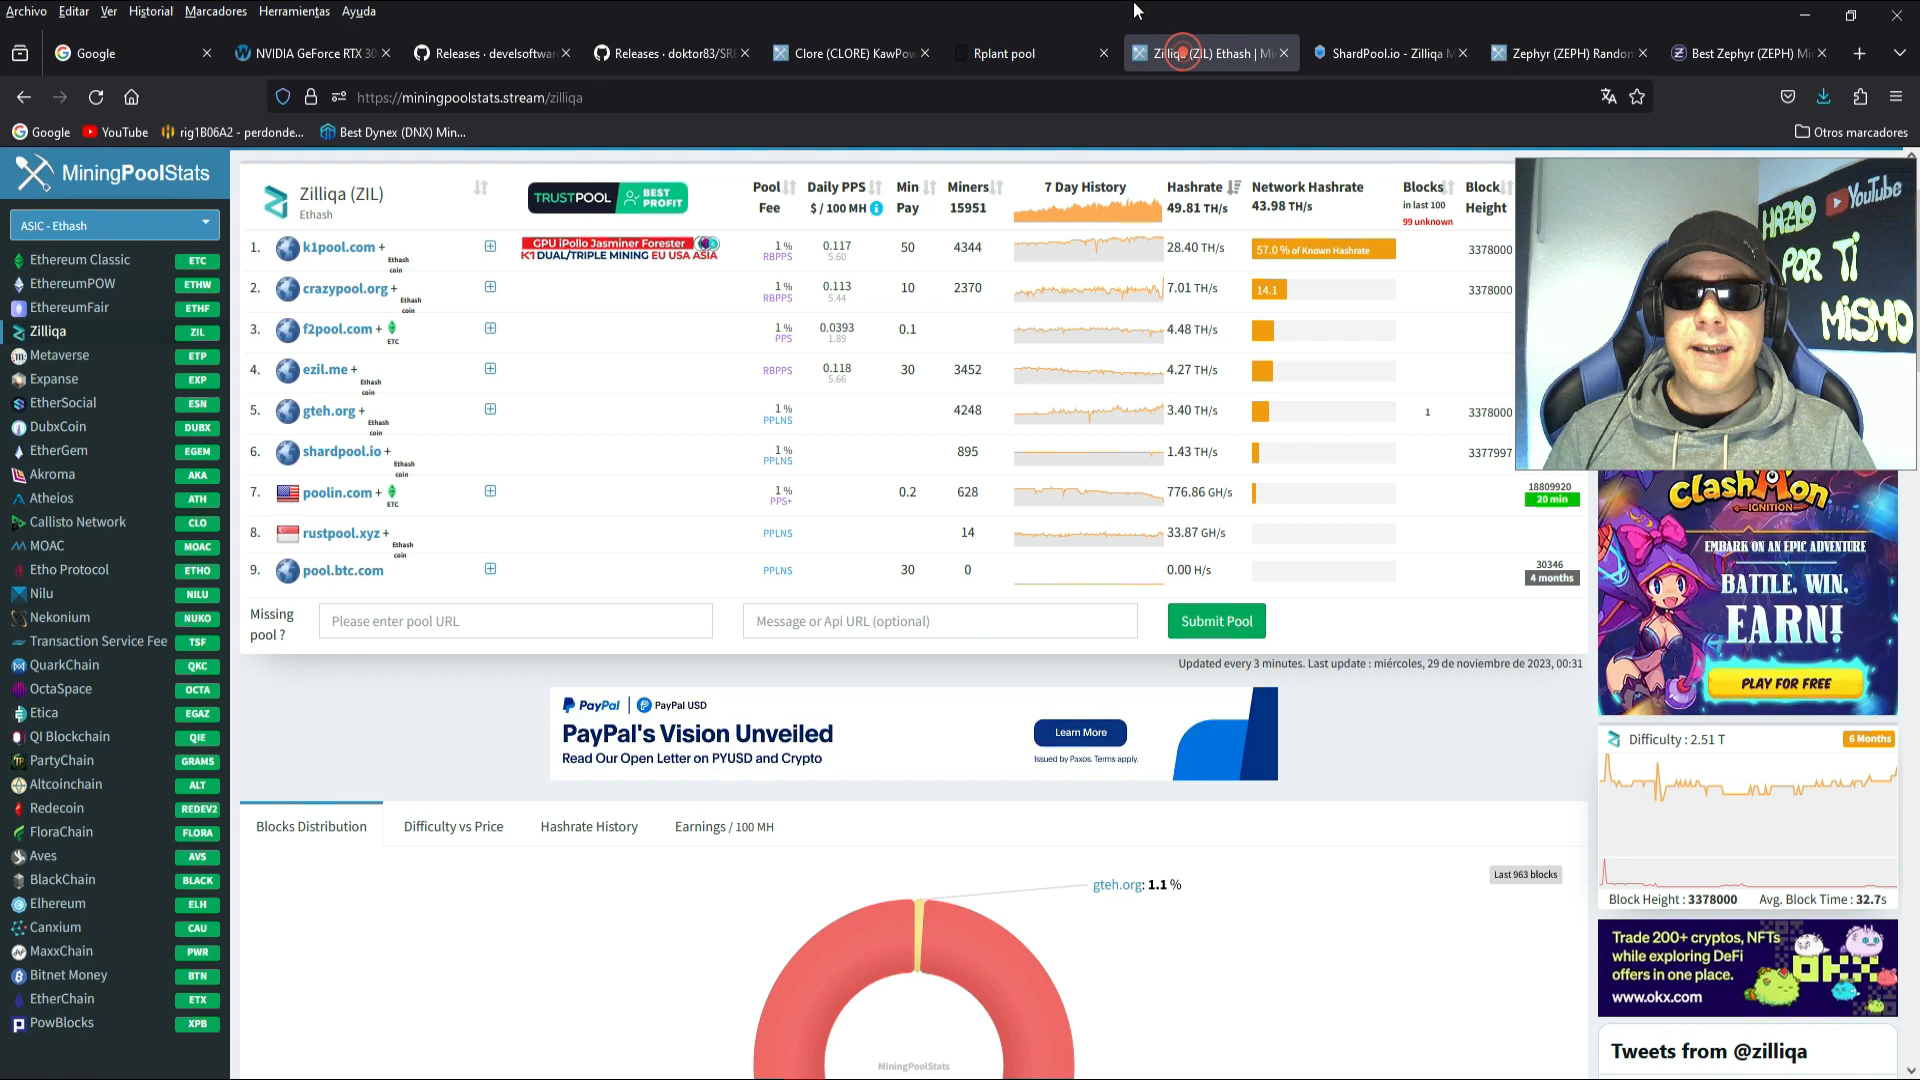 Archivo Editar Ver Historial Marcadores Herramientas Ayuda
Google
NVIDIA GeForce RTX 30
Releases · develsoftwar
Releases · doktor83/SRB
Clore (CLORE) KawPow
Rplant pool
Zilliqa (ZIL) Ethash | Mi
ShardPool.io - Zilliqa M
Zephyr (ZEPH) Random
Best Zephyr (ZEPH) Mi
https://miningpoolstats.stream/zilliqa
Google YouTube rig1B06A2 - perdonde... Best Dynex (DNX) Min... Otros marcadores
MiningPoolStats
ASIC - Ethash
Ethereum Classic ETC
EthereumPOW ETHW
EthereumFair ETHF
Zilliqa ZIL
Metaverse ETP
Expanse EXP
EtherSocial ESN
DubxCoin DUBX
EtherGem EGEM
Akroma AKA
Atheios ATH
Callisto Network CLO
MOAC MOAC
Etho Protocol ETHO
Nilu NILU
Nekonium NUKO
Transaction Service Fee TSF
QuarkChain QKC
OctaSpace OCTA
Etica EGAZ
QI Blockchain QIE
PartyChain GRAMS
Altcoinchain ALT
Redecoin REDEV2
FloraChain FLORA
Aves AVS
BlackChain BLACK
Elhereum ELH
Canxium CAU
MaxxChain PWR
Bitnet Money BTN
EtherChain ETX
PowBlocks XPB
Zilliqa (ZIL)
Ethash
TRUSTPOOL BEST PROFIT
Pool Fee
Daily PPS $ / 100 MH
Min Pay
Miners 15951
7 Day History
Hashrate 49.81 TH/s
Network Hashrate 43.98 TH/s
Blocks in last 100 99 unknown
Block Height
1. k1pool.com + Ethash coin GPU iPollo Jasminer Forester K1 DUAL/TRIPLE MINING EU USA ASIA 1 % RBPPS 0.117 5.60 50 4344 28.40 TH/s 57.0 % of Known Hashrate 3378000
2. crazypool.org + Ethash coin 1 % RBPPS 0.113 5.44 10 2370 7.01 TH/s 14.1 3378000
3. f2pool.com + ETC 1 % PPS 0.0393 1.89 0.1 4.48 TH/s
4. ezil.me + Ethash coin RBPPS 0.118 5.66 30 3452 4.27 TH/s
5. gteh.org + Ethash coin 1 % PPLNS 4248 3.40 TH/s 1 3378000
6. shardpool.io + Ethash coin 1 % PPLNS 895 1.43 TH/s 3377997
7. poolin.com + ETC 1 % PPS+ 0.2 628 776.86 GH/s 18809920 20 min
8. rustpool.xyz + Ethash coin PPLNS 14 33.87 GH/s
9. pool.btc.com PPLNS 30 0 0.00 H/s 30346 4 months
Missing pool ? Please enter pool URL Message or Api URL (optional) Submit Pool
Updated every 3 minutes. Last update : miércoles, 29 de noviembre de 2023, 00:31
PayPal | PayPal USD
PayPal's Vision Unveiled
Read Our Open Letter on PYUSD and Crypto
Learn More
Issued by Paxos. Terms apply.
Blocks Distribution Difficulty vs Price Hashrate History Earnings / 100 MH
Last 963 blocks
gteh.org: 1.1 %
MiningPoolStats
YouTube
HAZLO
POR TI
MiSMO
CLASHMON
IGNITION
EMBARK ON AN EPIC ADVENTURE
BATTLE, WIN,
EARN!
PLAY FOR FREE
Difficulty : 2.51 T 6 Months
Block Height : 3378000 Avg. Block Time : 32.7s
Trade 200+ cryptos, NFTs
while exploring DeFi
offers in one place.
www.okx.com
OKX
Tweets from @zilliqa